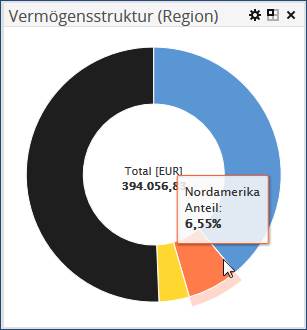 Vermögensstruktur (Region)
Total [EUR]
394.056,8
Nordamerika
Anteil:
6,55%